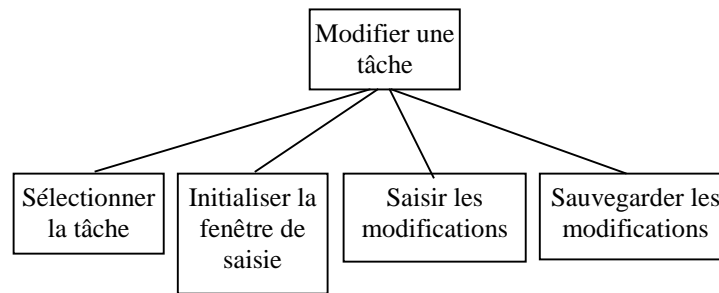 Modifier une
tâche
Sélectionner
la tâche
Initialiser la
fenêtre de
saisie
Saisir les
modifications
Sauvegarder les
modifications